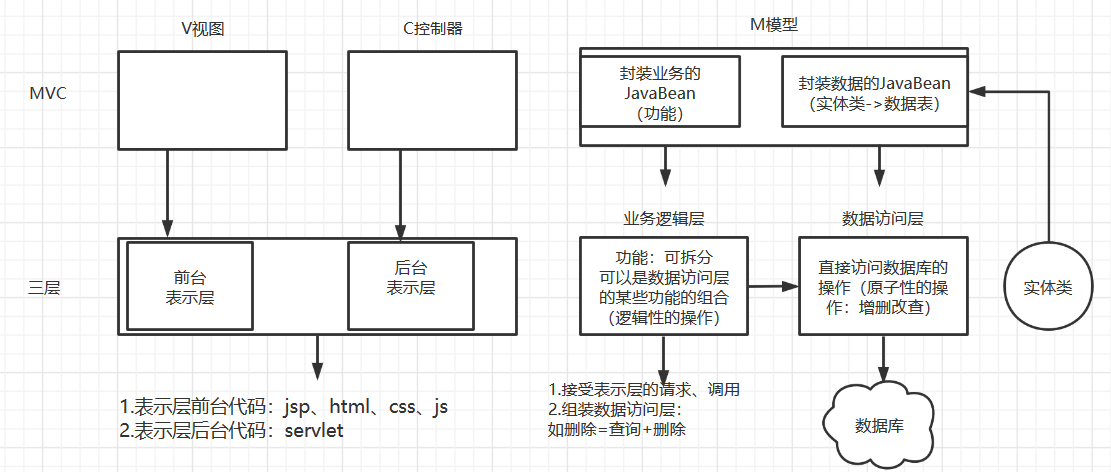 V视图
C控制器
M模型
MVC
封装业务的
JavaBean
（功能）
封装数据的JavaBean
（实体类->数据表）
业务逻辑层
数据访问层
三层
前台
表示层
后台
表示层
功能：可拆分
可以是数据访问层
的某些功能的组合
（逻辑性的操作）
直接访问数据库的
操作（原子性的操
作：增删改查）
实体类
1.表示层前台代码：jsp、html、css、js
2.表示层后台代码：servlet
1.接受表示层的请求、调用
2.组装数据访问层：
如删除=查询+删除
数据库